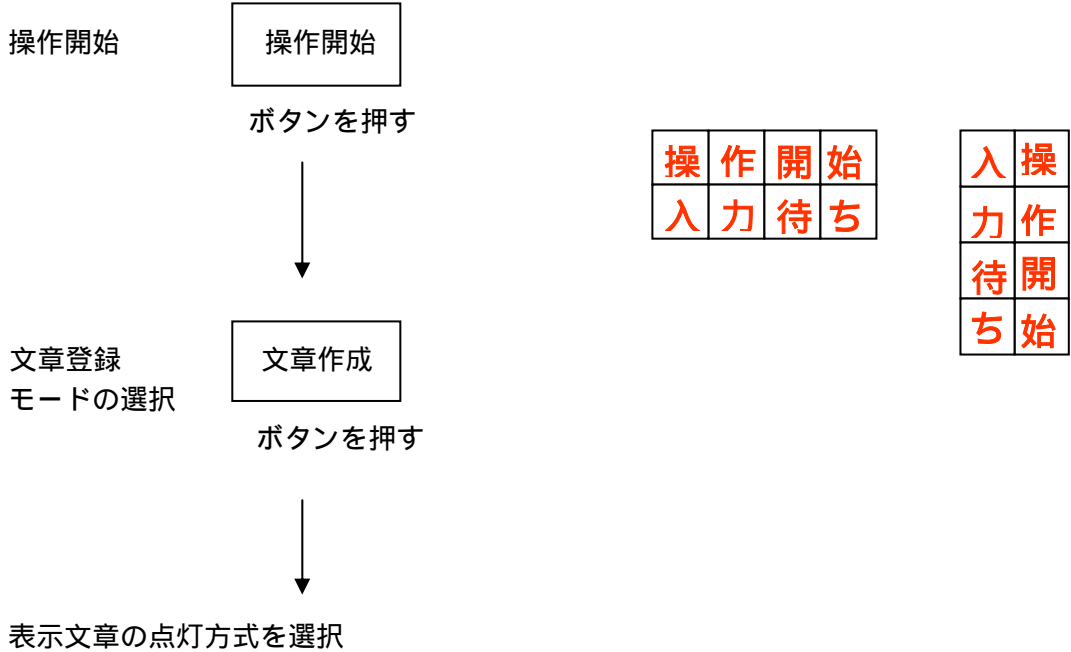 操作開始
操作開始
ボタンを押す
操作開始
入力待ち
操作開始
入力待ち
文章登録
モードの選択
文章作成
ボタンを押す
表示文章の点灯方式を選択